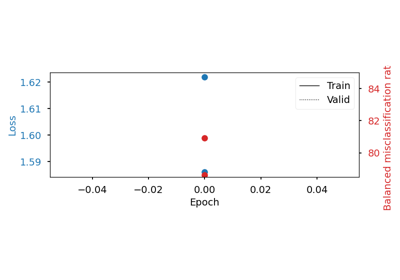 1.62
1.61
1.60
1.59
Loss
−0.04
−0.02
0.00
0.02
0.04
Epoch
84
82
80
Balanced misclassification rat
Train
Valid